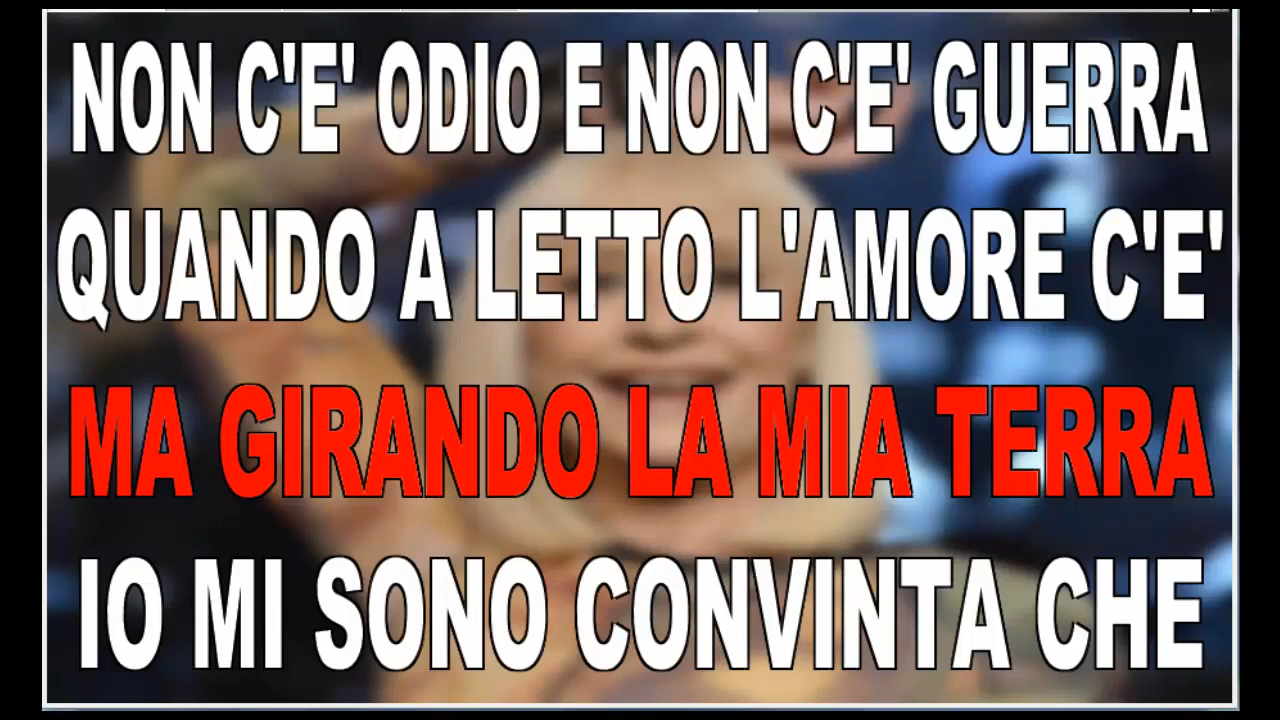 NON C'E' ODIO E NON C'E' GUERRA
QUANDO A LETTO L'AMORE C'E'
MA GIRANDO LA MIA TERRA
IO MI SONO CONVINTA CHE